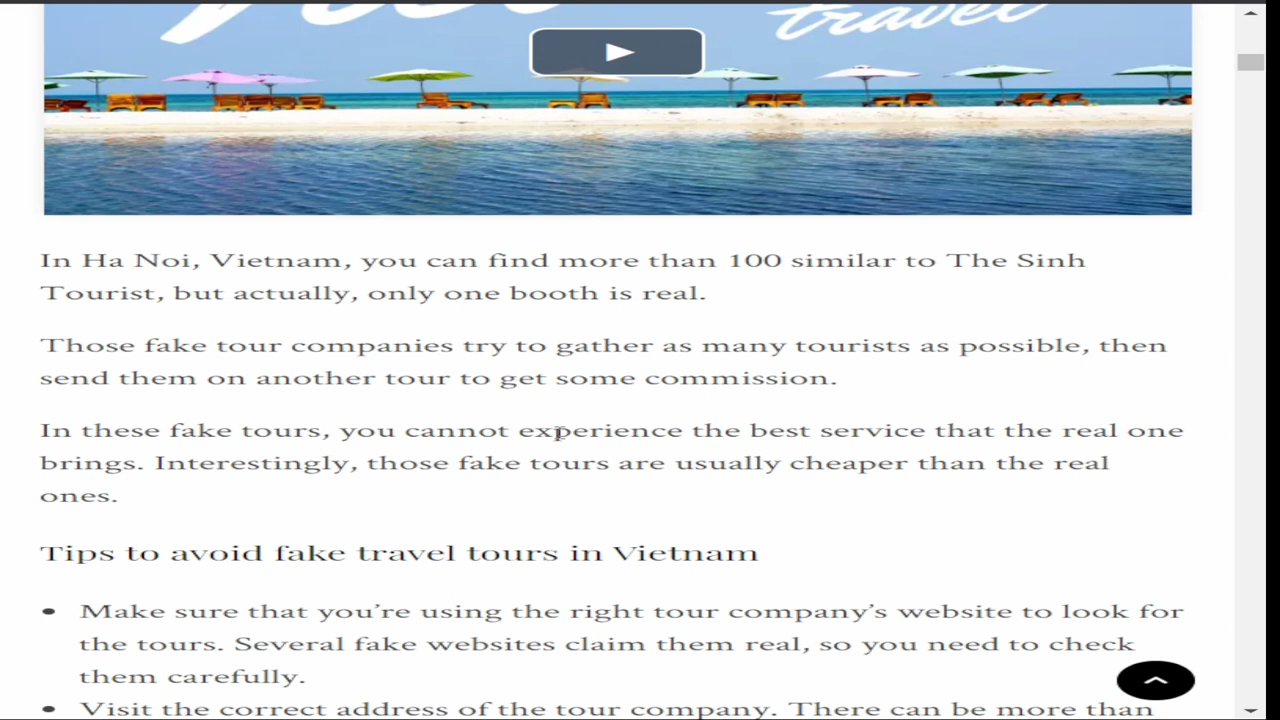 travel
In Ha Noi, Vietnam, you can find more than 100 similar to The Sinh
Tourist, but actually, only one booth is real.
Those fake tour companies try to gather as many tourists as possible, then
send them on another tour to get some commission.
In these fake tours, you cannot experience the best service that the real one
brings. Interestingly, those fake tours are usually cheaper than the real
ones.
Tips to avoid fake travel tours in Vietnam
• Make sure that you’re using the right tour company’s website to look for
the tours. Several fake websites claim them real, so you need to check
them carefully.
• Visit the correct address of the tour company. There can be more than